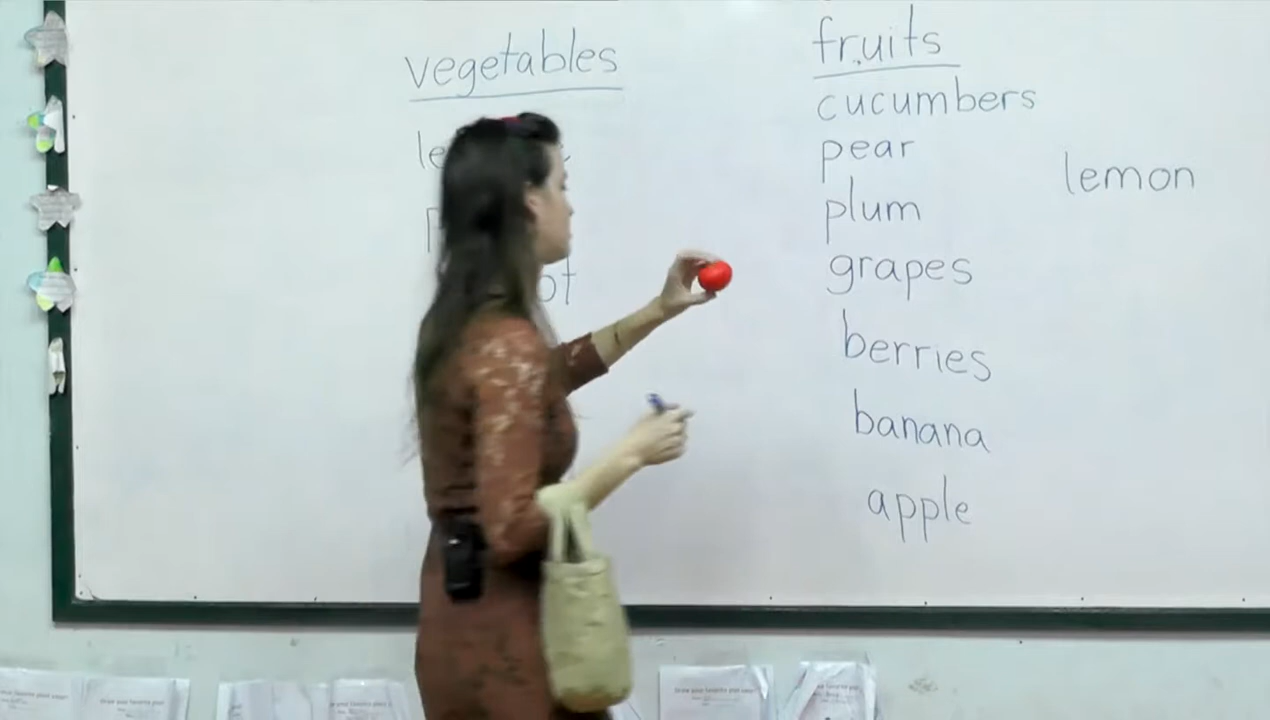 vegetables
fruits
cucumbers
pear
lemon
plum
grapes
berries
banana
apple